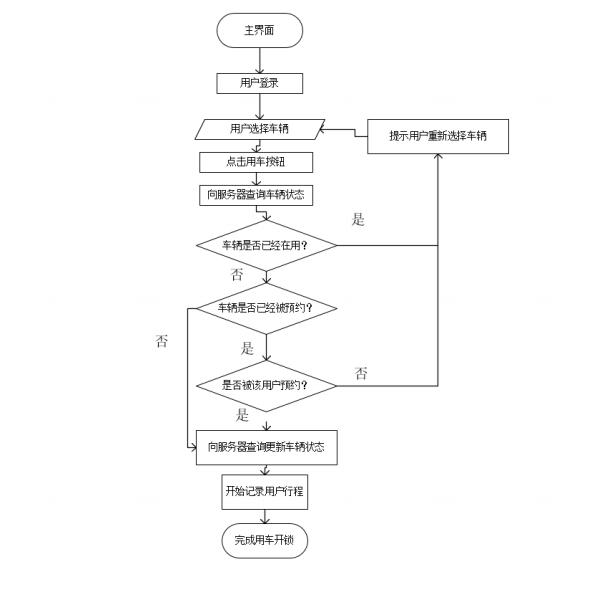 主界面
用户登录
用户选择车辆
提示用户重新选择车辆
点击用车按钮
向服务器查询车辆状态
是
车辆是否已经在用？
否
车辆是否已经被预约？
否
是
是否被该用户预约？
否
是
向服务器查询更新车辆状态
开始记录用户行程
完成用车开锁